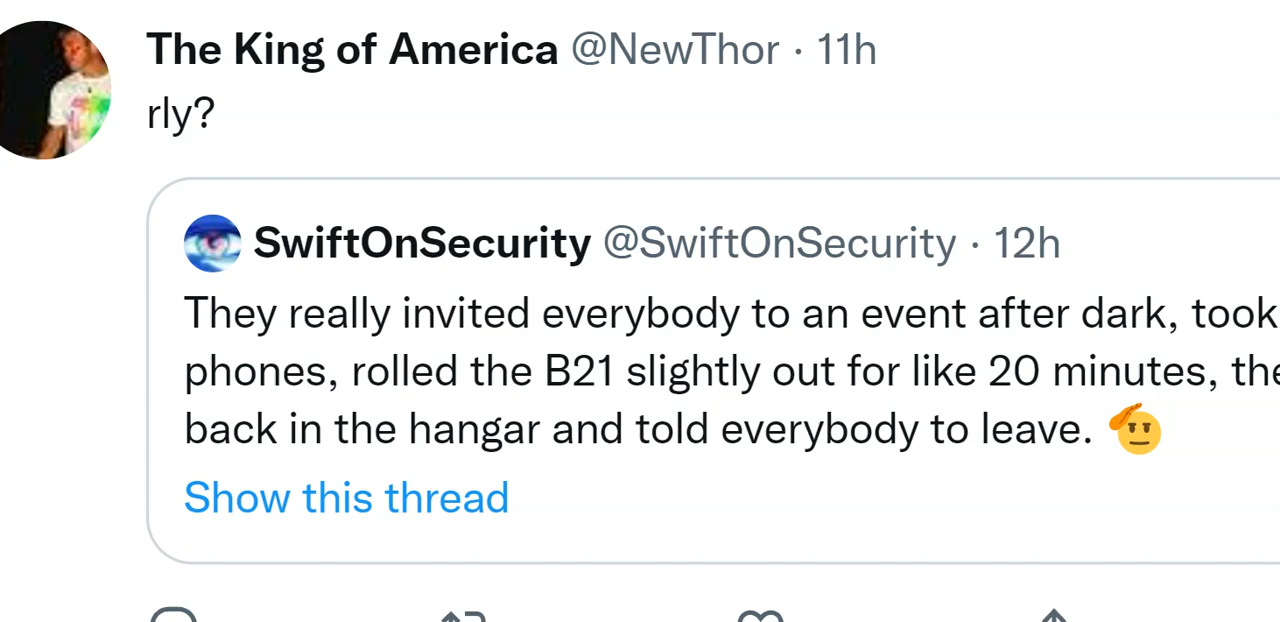 The King of America @NewThor · 11h
rly?
SwiftOnSecurity @SwiftOnSecurity · 12h
They really invited everybody to an event after dark, took
phones, rolled the B21 slightly out for like 20 minutes,
back in the hangar and told everybody to leave. 🫡
Show this thread